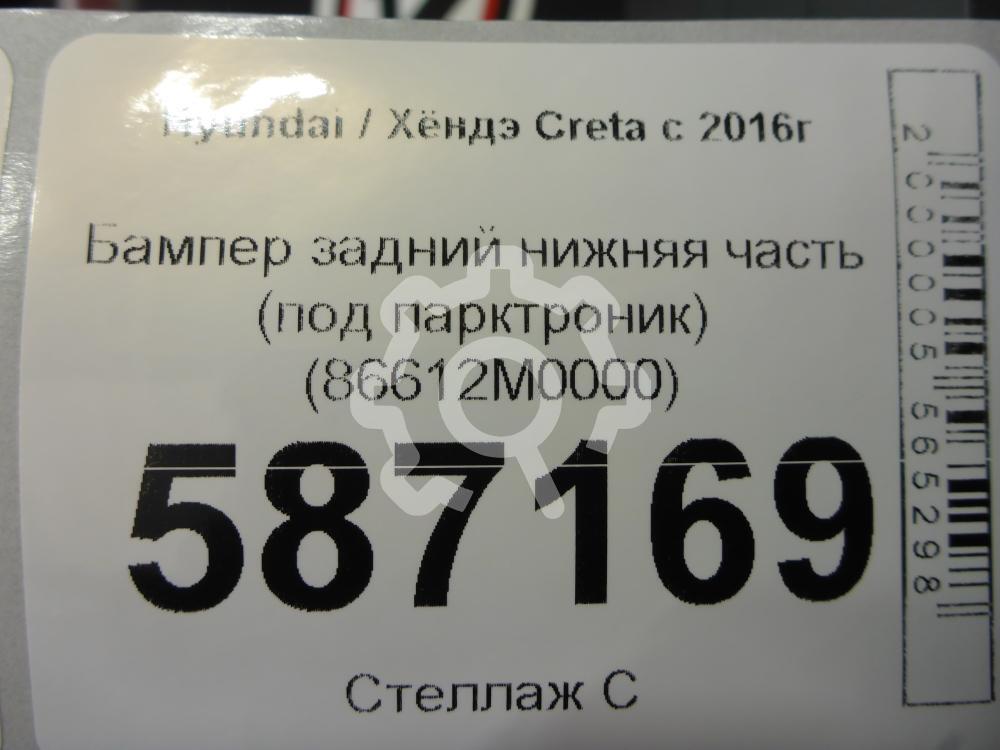 Hyundai / Хёндэ Creta с 2016г
Бампер задний нижняя часть
(под парктроник)
(86612M0000)
587169
Стеллаж С
2000005565298